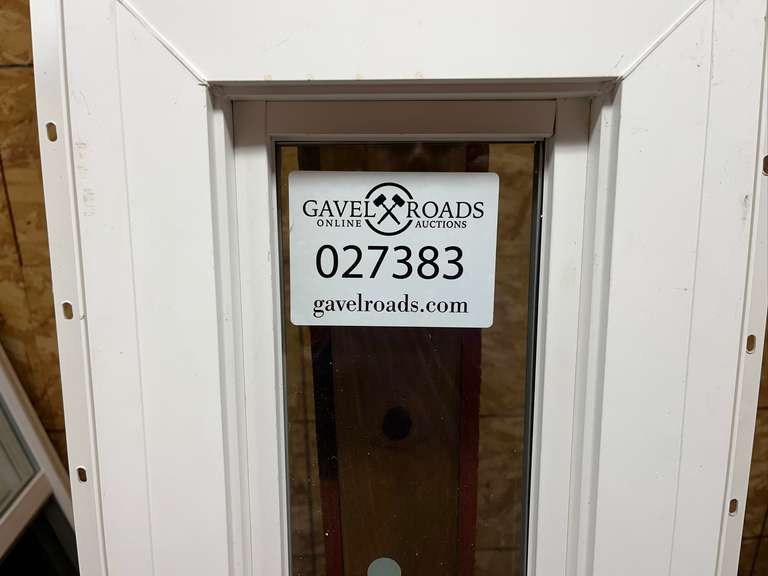 GAVEL ROADS
ONLINE AUCTIONS
027383
gavelroads.com